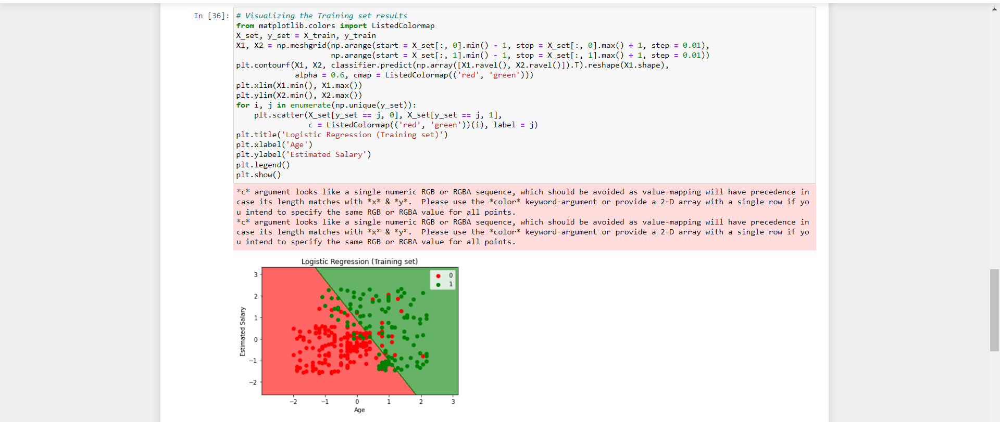 In [36]: # Visualizing the Training set results
from matplotlib.colors import ListedColormap
X_set, y_set = X_train, y_train
X1, X2 = np.meshgrid(np.arange(start = X_set[:, 0].min() - 1, stop = X_set[:, 0].max() + 1, step = 0.01),
                     np.arange(start = X_set[:, 1].min() - 1, stop = X_set[:, 1].max() + 1, step = 0.01))
plt.contourf(X1, X2, classifier.predict(np.array([X1.ravel(), X2.ravel()]).T).reshape(X1.shape),
             alpha = 0.6, cmap = ListedColormap(('red', 'green')))
plt.xlim(X1.min(), X1.max())
plt.ylim(X2.min(), X2.max())
for i, j in enumerate(np.unique(y_set)):
    plt.scatter(X_set[y_set == j, 0], X_set[y_set == j, 1],
                c = ListedColormap(('red', 'green'))(i), label = j)
plt.title('Logistic Regression (Training set)')
plt.xlabel('Age')
plt.ylabel('Estimated Salary')
plt.legend()
plt.show()
*c* argument looks like a single numeric RGB or RGBA sequence, which should be avoided as value-mapping will have precedence in
case its length matches with *x* & *y*.  Please use the *color* keyword-argument or provide a 2-D array with a single row if yo
u intend to specify the same RGB or RGBA value for all points.
*c* argument looks like a single numeric RGB or RGBA sequence, which should be avoided as value-mapping will have precedence in
case its length matches with *x* & *y*.  Please use the *color* keyword-argument or provide a 2-D array with a single row if yo
u intend to specify the same RGB or RGBA value for all points.
Logistic Regression (Training set)
0
1
3
2
1
0
−1
−2
Estimated Salary
−2 −1 0 1 2 3
Age